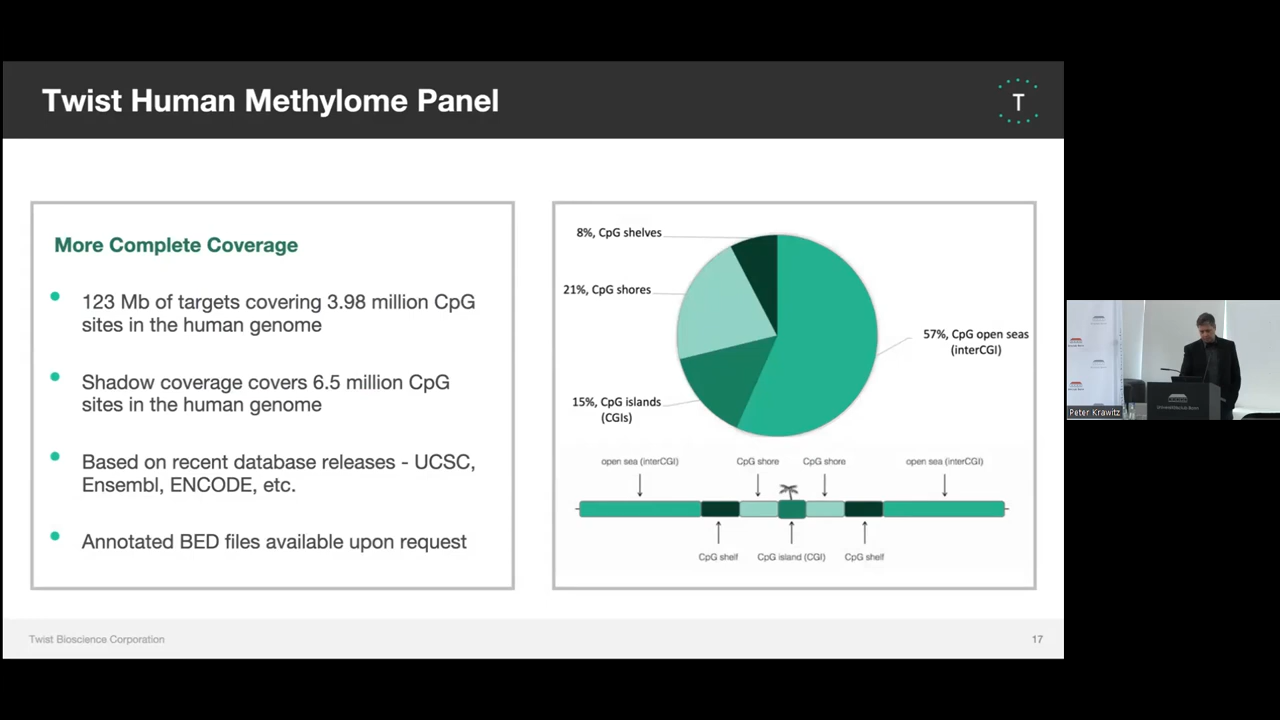 Twist Human Methylome Panel
T
More Complete Coverage
123 Mb of targets covering 3.98 million CpG
sites in the human genome
Shadow coverage covers 6.5 million CpG
sites in the human genome
Based on recent database releases - UCSC,
Ensembl, ENCODE, etc.
Annotated BED files available upon request
8%, CpG shelves
21%, CpG shores
57%, CpG open seas
(interCGI)
15%, CpG islands
(CGIs)
open sea (interCGI)
CpG shore
CpG shore
open sea (interCGI)
CpG shelf
CpG island (CGI)
CpG shelf
Twist Bioscience Corporation
17
Peter Krawitz